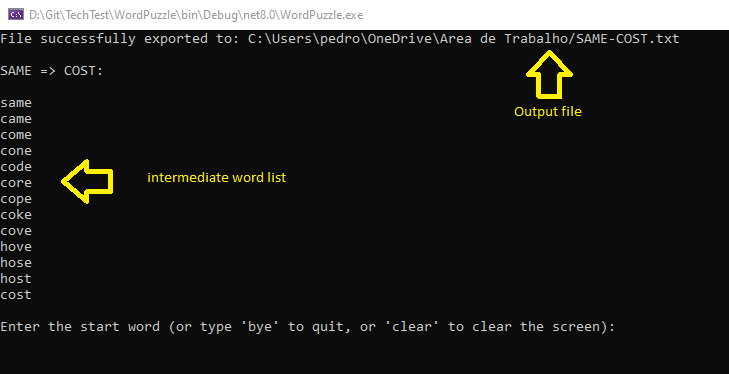 D:\Git\TechTest\WordPuzzle\bin\Debug\net8.0\WordPuzzle.exe
File successfully exported to: C:\Users\pedro\OneDrive\Área de Trabalho/SAME-COST.txt
Output file
SAME => COST:
same
came
come
cone
code
core
intermediate word list
cope
coke
cove
hove
hose
host
cost
Enter the start word (or type 'bye' to quit, or 'clear' to clear the screen):